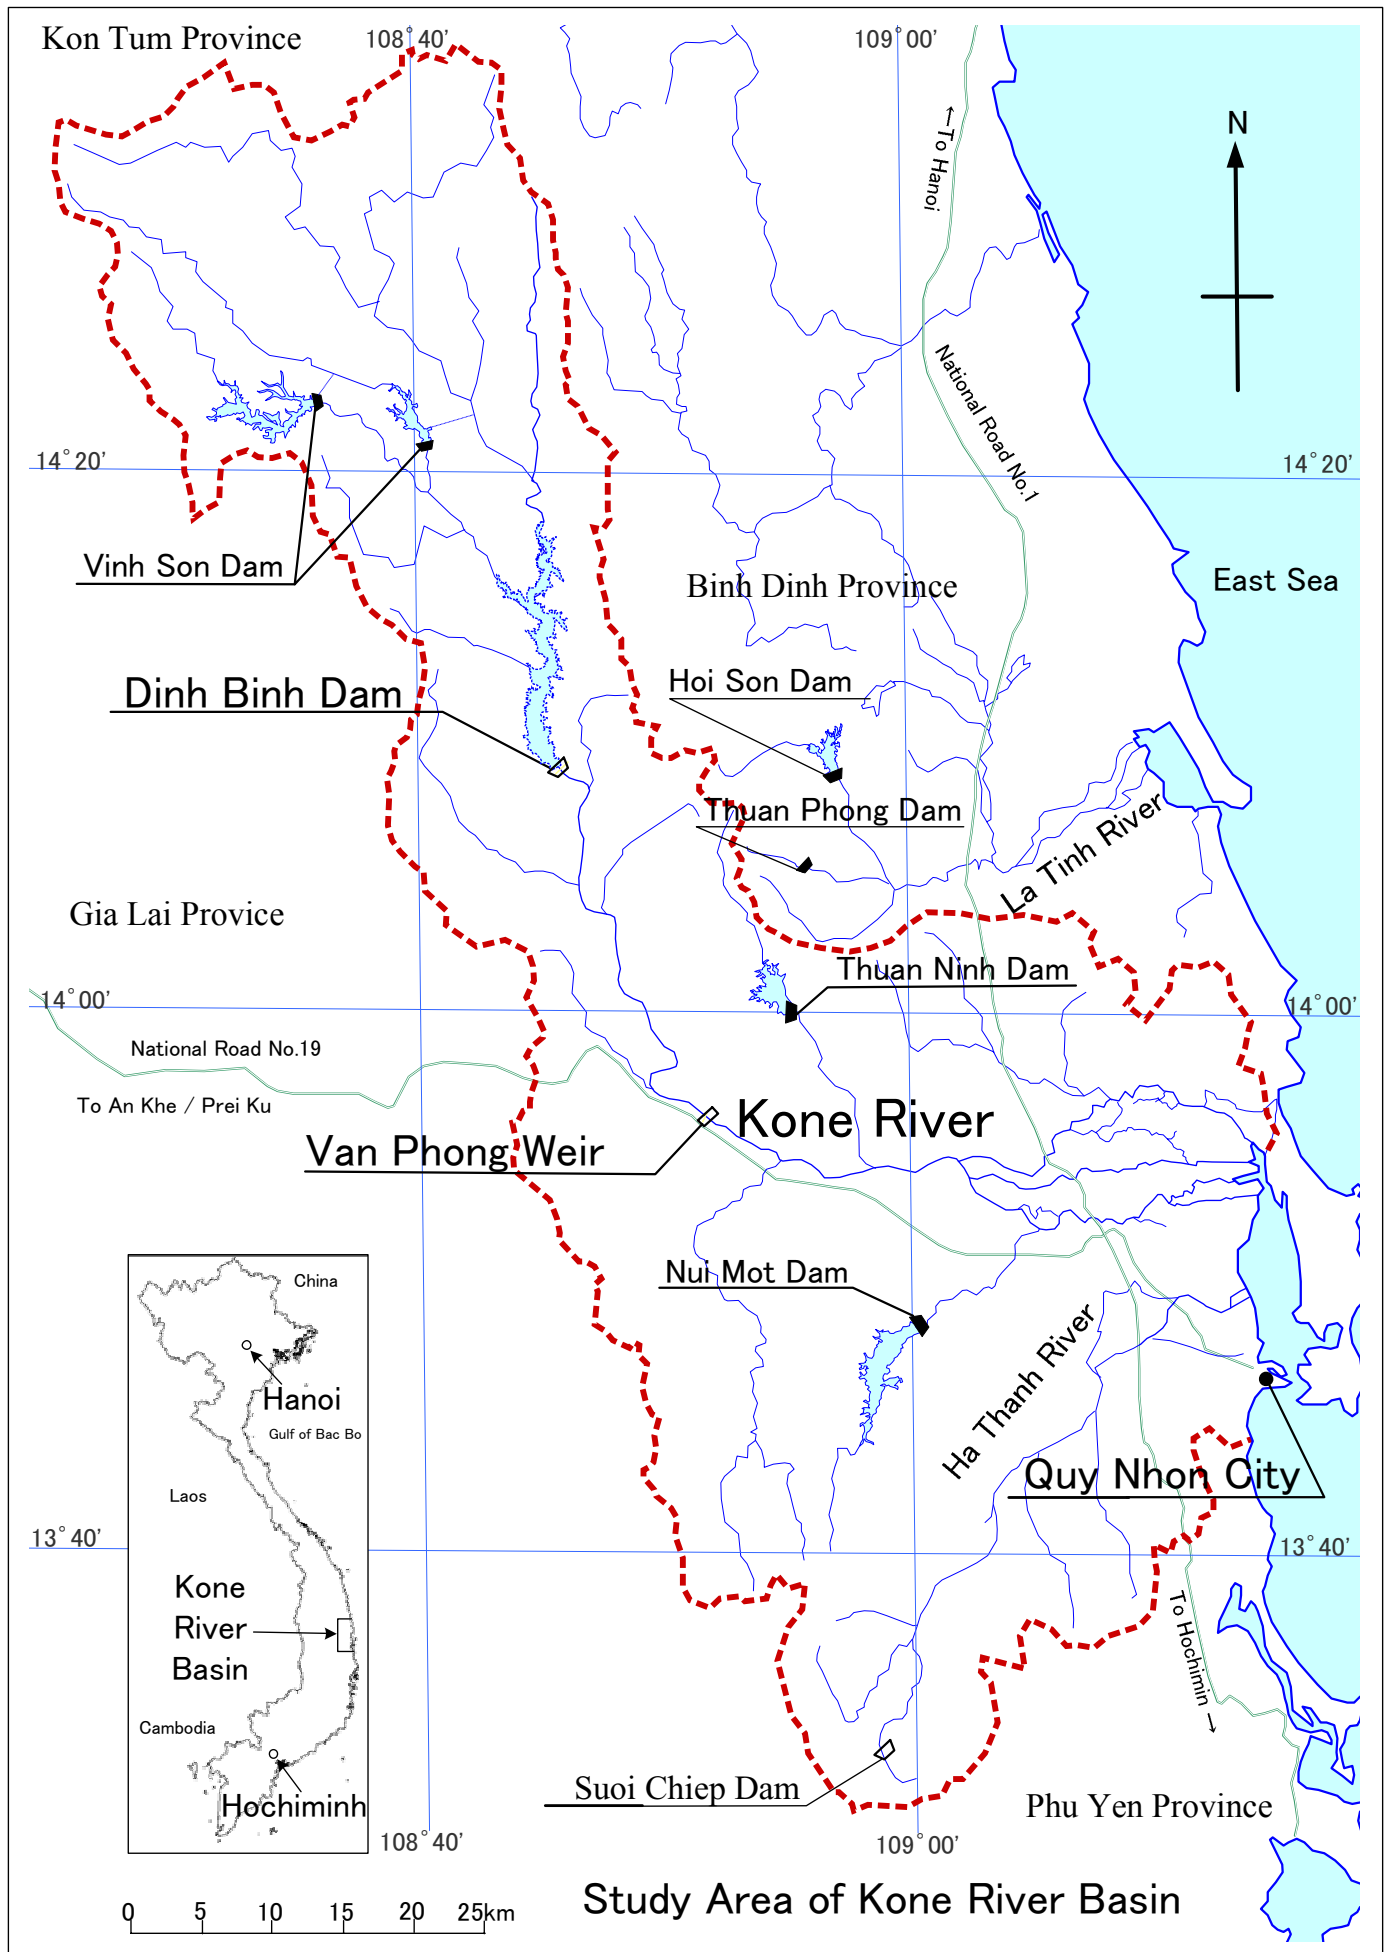 Kon Tum Province
108°40'
109°00'
←To Hanoi
N
National Road No.1
14°20'
14°20'
Vinh Son Dam
Binh Dinh Province
East Sea
Dinh Binh Dam
Hoi Son Dam
Thuan Phong Dam
La Tinh River
Gia Lai Provice
Thuan Ninh Dam
14°00'
14°00'
National Road No.19
To An Khe / Prei Ku
Kone River
Van Phong Weir
Nui Mot Dam
Ha Thanh River
Quy Nhon City
China
Hanoi
Gulf of Bac Bo
Laos
13°40'
13°40'
Kone
River
Basin
To Hochimin →
Cambodia
Hochiminh
Suoi Chiep Dam
Phu Yen Province
108°40'
109°00'
Study Area of Kone River Basin
0 5 10 15 20 25km